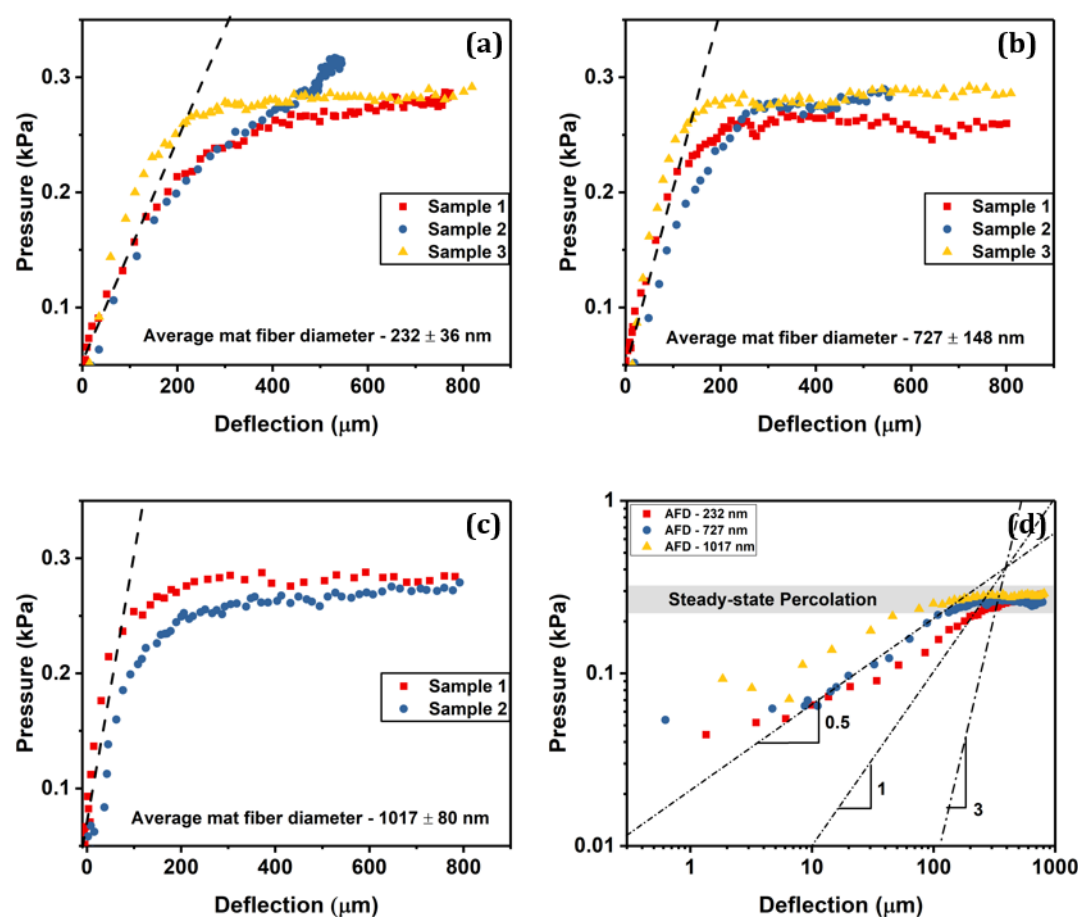 (a)
0.3
0.2
0.1
Pressure (kPa)
Sample 1
Sample 2
Sample 3
Average mat fiber diameter - 232 ± 36 nm
0 200 400 600 800
Deflection (μm)
(b)
0.3
0.2
0.1
Pressure (kPa)
Sample 1
Sample 2
Sample 3
Average mat fiber diameter - 727 ± 148 nm
0 200 400 600 800
Deflection (μm)
(c)
0.3
0.2
0.1
Pressure (kPa)
Sample 1
Sample 2
Average mat fiber diameter - 1017 ± 80 nm
0 200 400 600 800
Deflection (μm)
(d)
1
0.1
0.01
Pressure (kPa)
AFD - 232 nm
AFD - 727 nm
AFD - 1017 nm
Steady-state Percolation
0.5
1
3
1 10 100 1000
Deflection (μm)